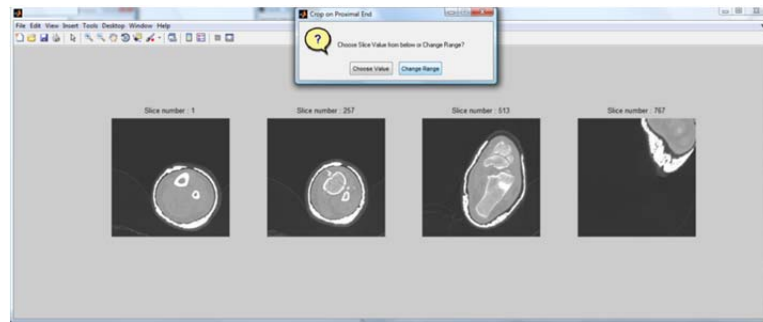 Crop on Proximal End
File Edit View Insert Tools Desktop Window Help
Choose Slice Value from below or Change Range?
Choose Value Change Range
Slice number : 1 Slice number : 257 Slice number : 513 Slice number : 767